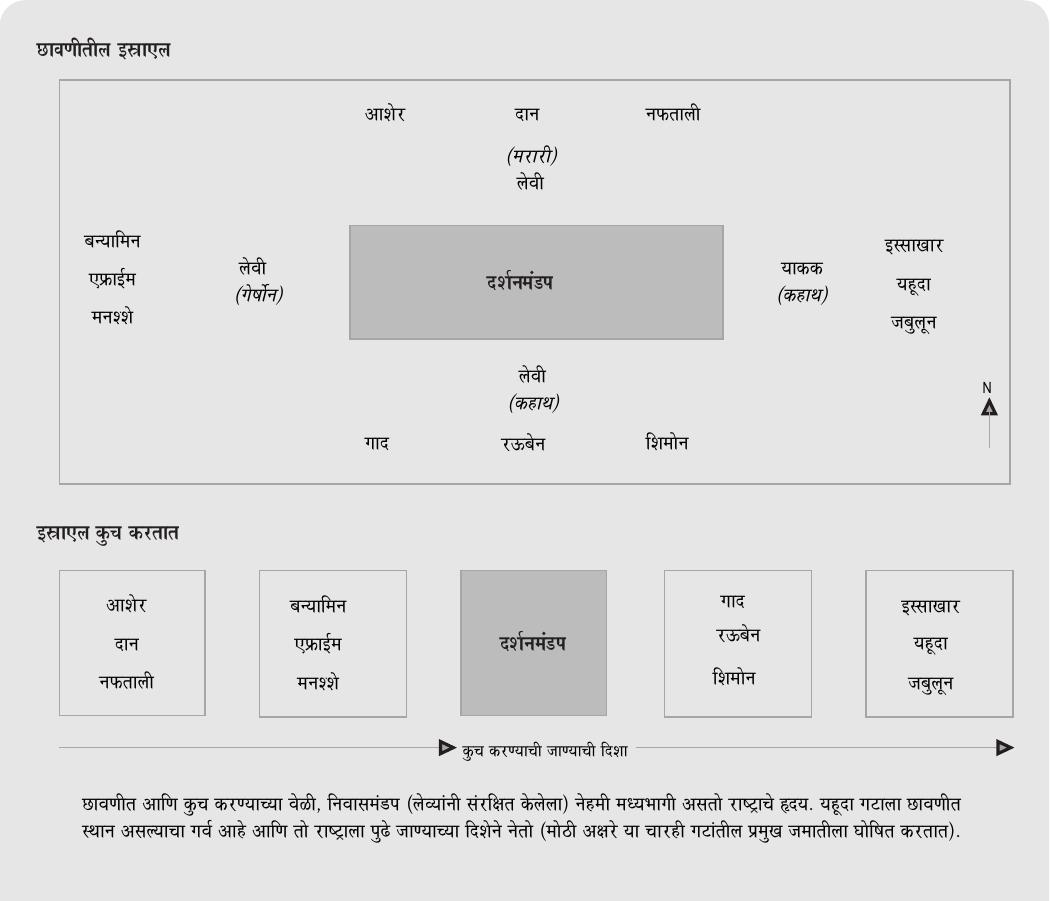 छावणीतील इस्राएल
आशेर दान नफताली
(मरारी)
लेवी
बन्यामिन
एफ्राईम
मनश्शे
लेवी
(गेर्षोन)
दर्शनमंडप
याकक
(कहाथ)
इस्साखार
यहूदा
जबुलून
लेवी
(कहाथ)
गाद रऊबेन शिमोन
N
इस्राएल कुच करतात
आशेर
दान
नफताली
बन्यामिन
एफ्राईम
मनश्शे
दर्शनमंडप
गाद
रऊबेन
शिमोन
इस्साखार
यहूदा
जबुलून
कुच करण्याची जाण्याची दिशा
छावणीत आणि कुच करण्याच्या वेळी, निवासमंडप (लेव्यांनी संरक्षित केलेला) नेहमी मध्यभागी असतो राष्ट्राचे हृदय. यहूदा गटाला छावणीत
स्थान असल्याचा गर्व आहे आणि तो राष्ट्राला पुढे जाण्याच्या दिशेने नेतो (मोठी अक्षरे या चारही गटांतील प्रमुख जमातीला घोषित करतात).